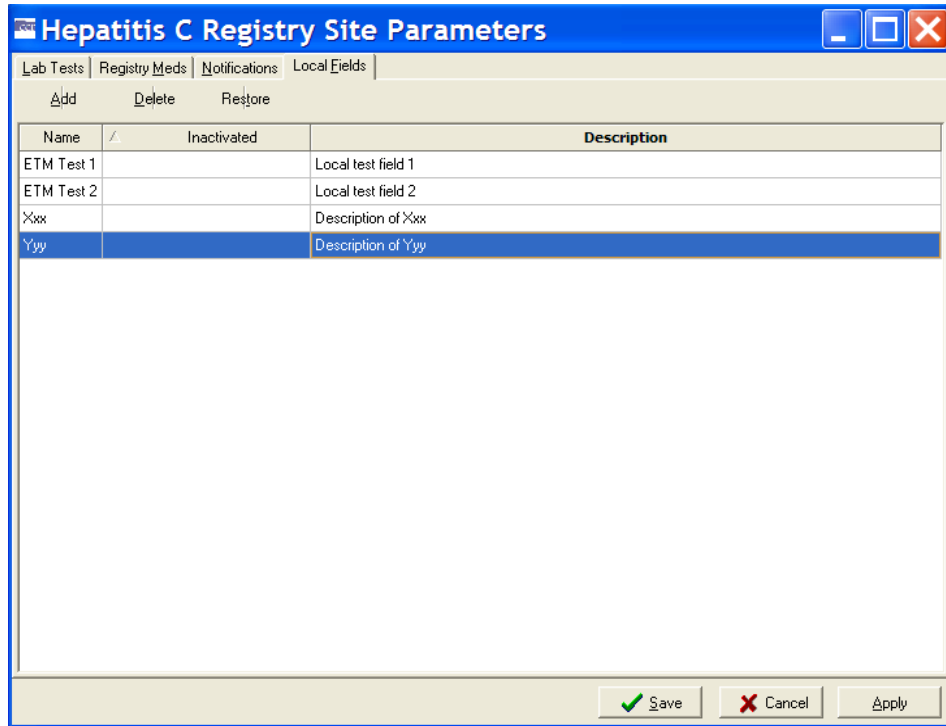 Hepatitis C Registry Site Parameters
Lab Tests Registry Meds Notifications Local Fields
Add Delete Restore
Name Inactivated Description
ETM Test 1 Local test field 1
ETM Test 2 Local test field 2
Xxx Description of Xxx
Yyy Description of Yyy
Save Cancel Apply